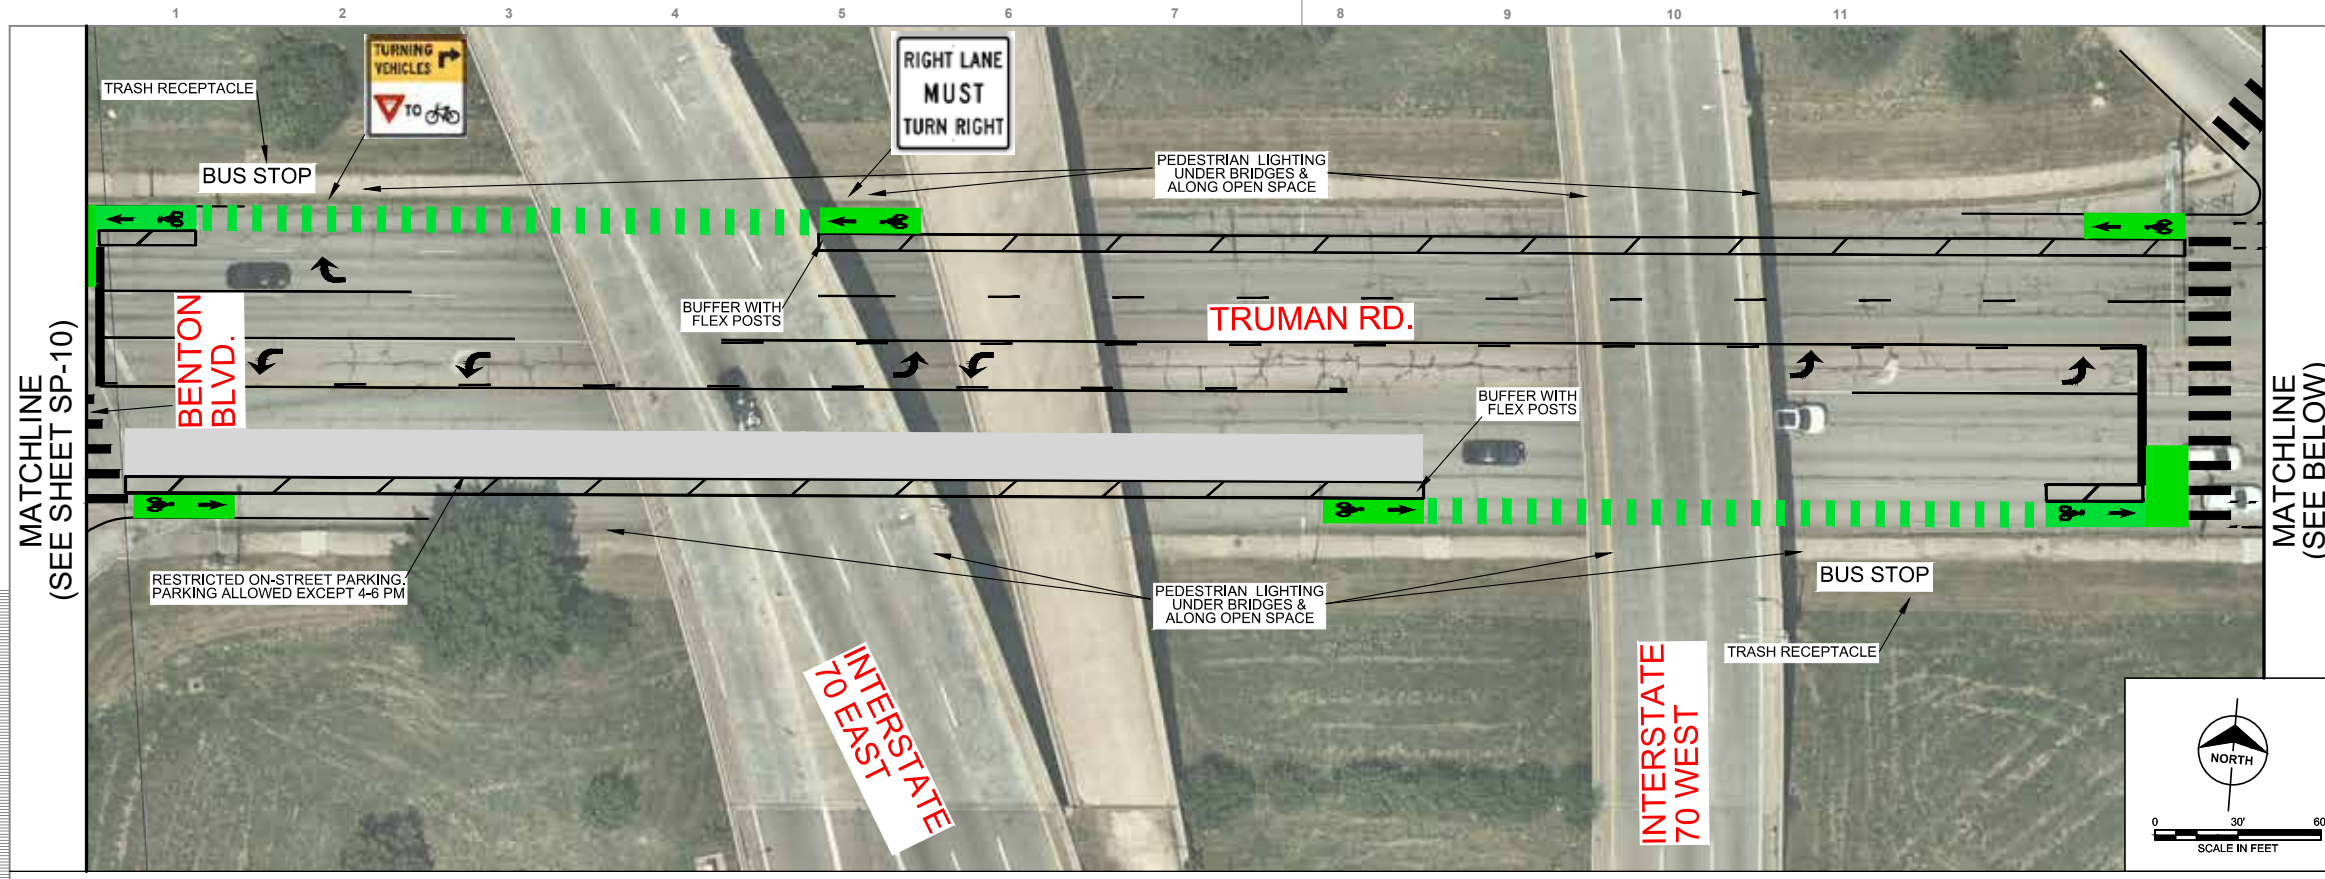 1 2 3 4 5 6 7 8 9 10 11
TURNING
VEHICLES
TO
RIGHT LANE
MUST
TURN RIGHT
TRASH RECEPTACLE
BUS STOP
PEDESTRIAN LIGHTING
UNDER BRIDGES &
ALONG OPEN SPACE
BUFFER WITH
FLEX POSTS
TRUMAN RD.
BENTON
BLVD.
MATCHLINE
(SEE SHEET SP-10)
MATCHLINE
(SEE BELOW)
BUFFER WITH
FLEX POSTS
RESTRICTED ON-STREET PARKING.
PARKING ALLOWED EXCEPT 4-6 PM
PEDESTRIAN LIGHTING
UNDER BRIDGES &
ALONG OPEN SPACE
BUS STOP
TRASH RECEPTACLE
INTERSTATE
70 EAST
INTERSTATE
70 WEST
NORTH
0 30' 60
SCALE IN FEET